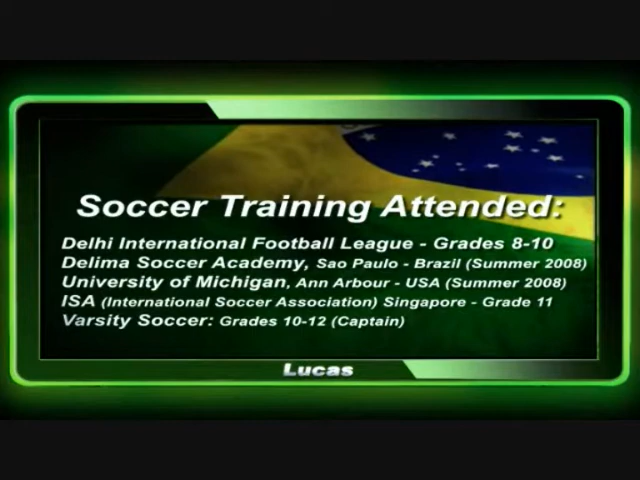 Soccer Training Attended:
Delhi International Football League - Grades 8-10
Delima Soccer Academy, Sao Paulo - Brazil (Summer 2008)
University of Michigan, Ann Arbour - USA (Summer 2008)
ISA (International Soccer Association) Singapore - Grade 11
Varsity Soccer: Grades 10-12 (Captain)
Lucas